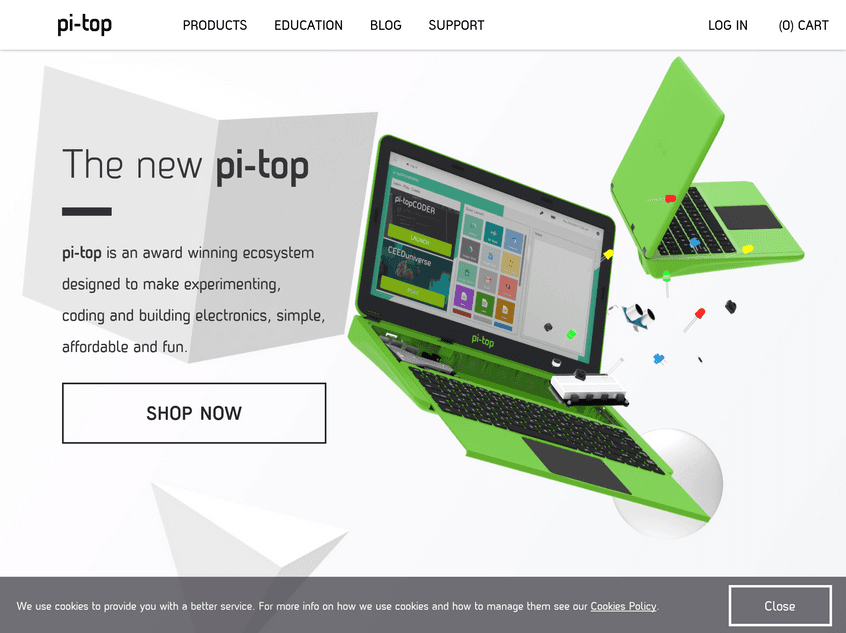 pi-top
PRODUCTS
EDUCATION
BLOG
SUPPORT
LOG IN
(0) CART
The new pi-top
pi-top is an award winning ecosystem
designed to make experimenting,
coding and building electronics, simple,
affordable and fun.
SHOP NOW
pi-topCODER
LAUNCH
CEEDuniverse
PLAY
pi-top
We use cookies to provide you with a better service. For more info on how we use cookies and how to manage them see our Cookies Policy.
Close